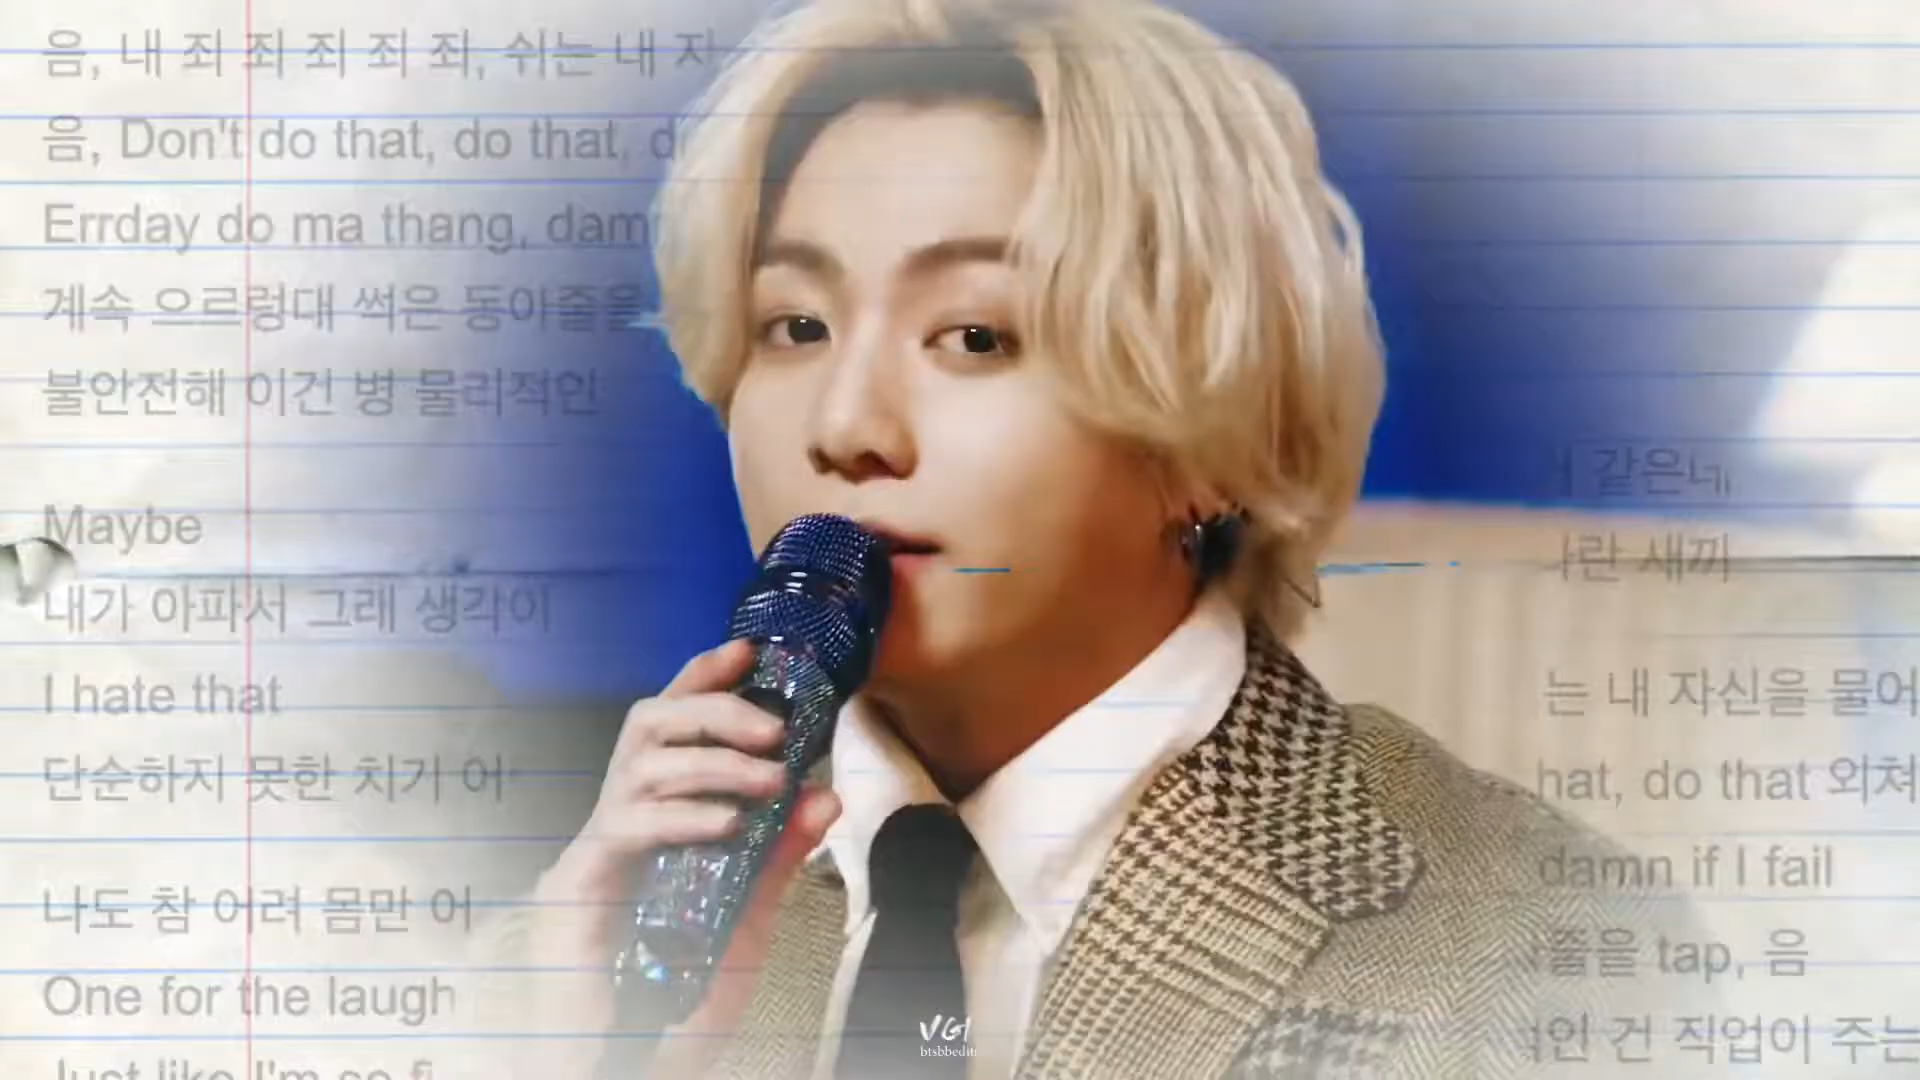 음, 내 죄 죄 죄 죄 죄, 쉬는 내 자
음, Don't do that, do that,
Errday do ma thang, damn
계속 으르렁대 썩은 동아줄을
불안전해 이건 병 물리적인
Maybe
내가 아파서 그래 생각이
I hate that
단순하지 못한 치기 어
나도 참 어려 몸만 어
One for the laugh
Just like I'm so f
같은네
새끼
는 내 자신을 물어
hat, do that 외쳐
damn if I fail
줄을 tap, 음
인 건 직업이 주는
VGI
btsbbedit